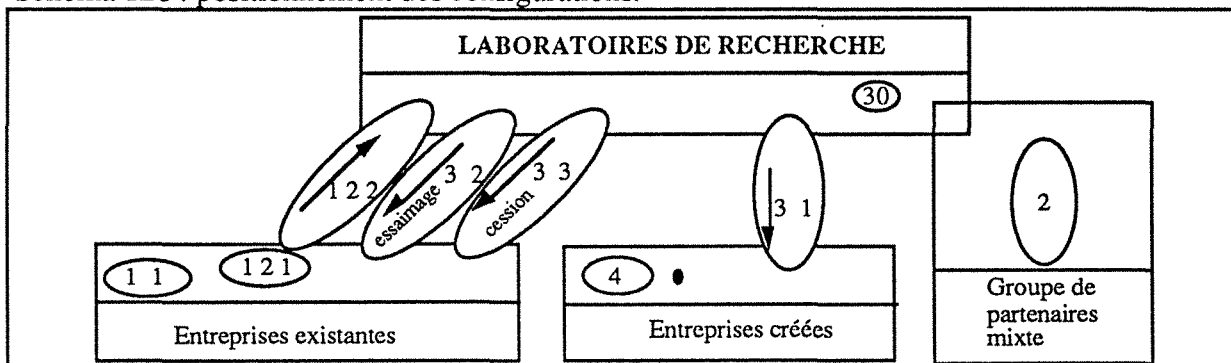 LABORATOIRES DE RECHERCHE
30
1 2 2
essaimage 3 2
cession 3 3
3 1
2
1 1
1 2 1
4
Entreprises existantes
Entreprises créées
Groupe de
partenaires
mixte